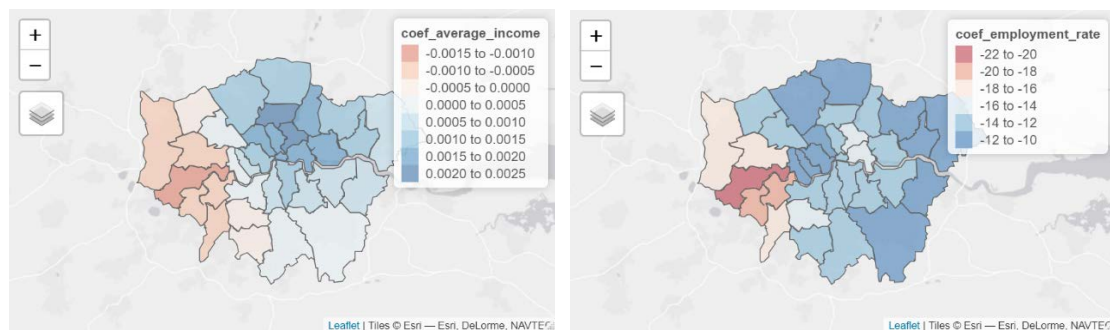 +
−
coef_average_income
-0.0015 to -0.0010
-0.0010 to -0.0005
-0.0005 to 0.0000
0.0000 to 0.0005
0.0005 to 0.0010
0.0010 to 0.0015
0.0015 to 0.0020
0.0020 to 0.0025
Leaflet | Tiles © Esri — Esri, DeLorme, NAVTEQ
+
−
coef_employment_rate
-22 to -20
-20 to -18
-18 to -16
-16 to -14
-14 to -12
-12 to -10
Leaflet | Tiles © Esri — Esri, DeLorme, NAVTEQ